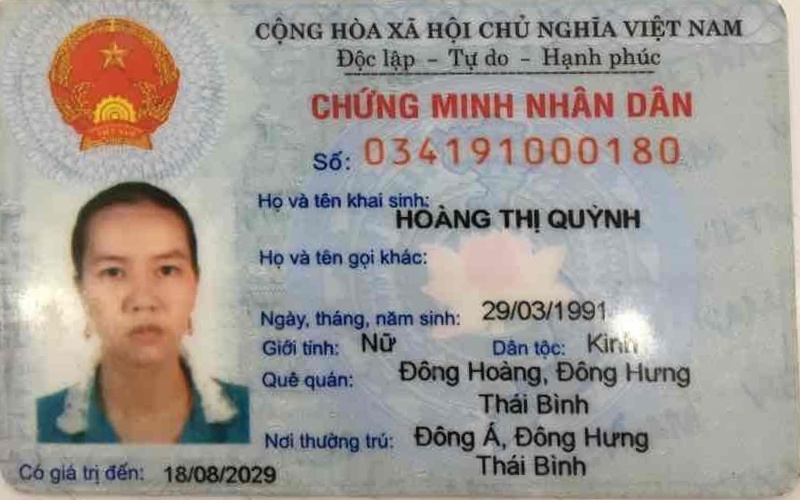 CỘNG HÒA XÃ HỘI CHỦ NGHĨA VIỆT NAM
Độc lập - Tự do - Hạnh phúc
CHỨNG MINH NHÂN DÂN
Số: 034191000180
Họ và tên khai sinh:
HOÀNG THỊ QUỲNH
Họ và tên gọi khác:
Ngày, tháng, năm sinh: 29/03/1991
Giới tính: Nữ Dân tộc: Kinh
Quê quán: Đông Hoàng, Đông Hưng
Thái Bình
Nơi thường trú: Đông Á, Đông Hưng
Thái Bình
Có giá trị đến: 18/08/2029